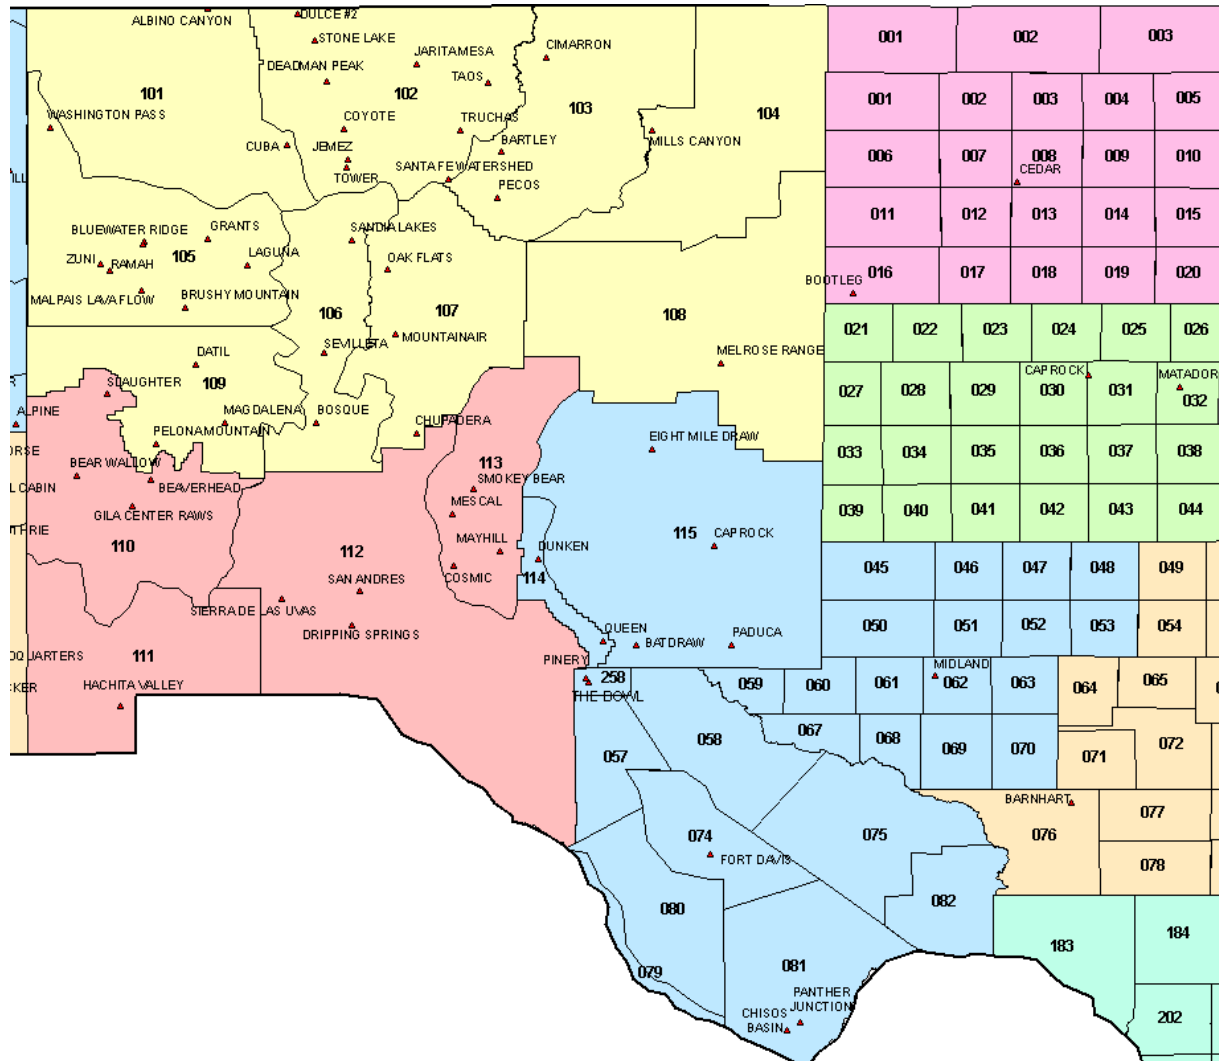 ALBINO CANYON
DULCE #2
STONE LAKE
DEADMAN PEAK
JARITAMESA
TAOS
CIMARRON
101
102
103
104
WASHINGTON PASS
COYOTE
TRUCHAS
BARTLEY
MILLS CANYON
CUBA
JEMEZ
TOWER
SANTA FE WATERSHED
PECOS
001
002
003
001
002
003
004
005
006
007
008
009
010
CEDAR
011
012
013
014
015
016
017
018
019
020
BOOTLEG
BLUEWATER RIDGE
GRANTS
SANDIA LAKES
ZUNI
RAMAH
105
LAGUNA
OAK FLATS
MALPAIS LAVA FLOW
BRUSHY MOUNTAIN
106
107
108
SEVILLETA
MOUNTAINAIR
MELROSE RANGE
021
022
023
024
025
026
DATIL
SLAUGHTER
109
CAPROCK
MATADOR
027
028
029
030
031
032
ALPINE
MAGDALENA
BOSQUE
CHUPADERA
PELONA MOUNTAIN
EIGHT MILE DRAW
033
034
035
036
037
038
ORSE
BEAR WALLOW
BEAVERHEAD
113
SMOKEY BEAR
L CABIN
GILA CENTER RAWS
MESCAL
039
040
041
042
043
044
THRIE
110
112
MAYHILL
COSMIC
DUNKEN
114
115
CAPROCK
045
046
047
048
049
SAN ANDRES
SIERRA DE LAS UVAS
DRIPPING SPRINGS
QUEEN
BATDRAW
PADUCA
050
051
052
053
054
DQUARTERS
111
PINERY
258
THE BOWL
MIDLAND
059
060
061
062
063
064
065
CKER
HACHITA VALLEY
057
058
067
068
069
070
071
072
BARNHART
074
075
076
077
FORT DAVIS
078
080
082
079
081
183
184
PANTHER
JUNCTION
CHISOS
BASIN
202